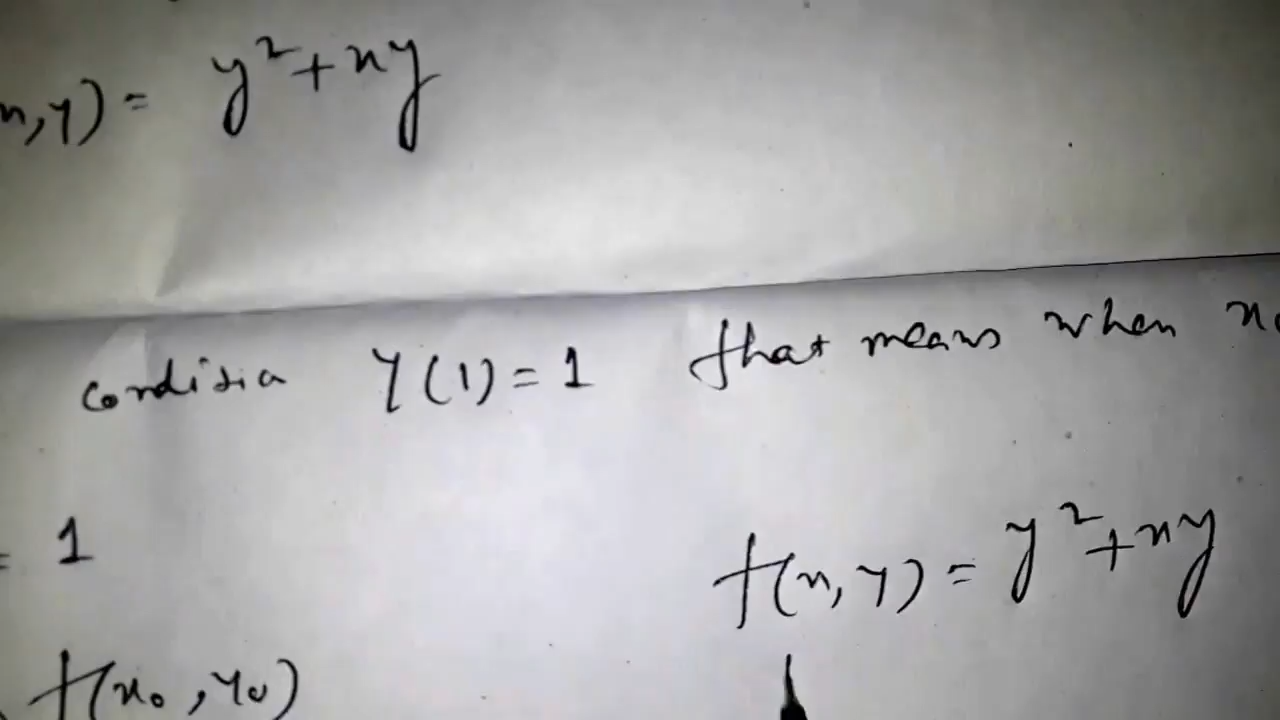 x,y) = y²+xy
condition Y(1)=1 that means when x
= 1
f(x,y) = y²+xy
f(x₀,y₀)